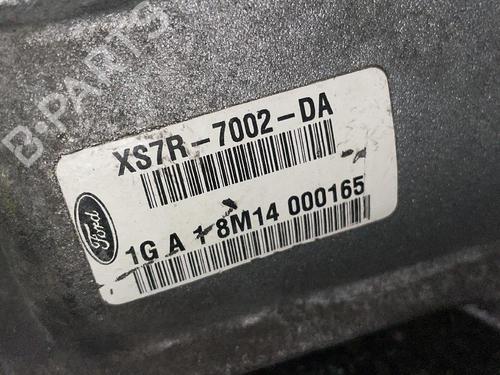 B-PARTS
XS7R-7002-DA
Ford
1G A 1 8M14 000165